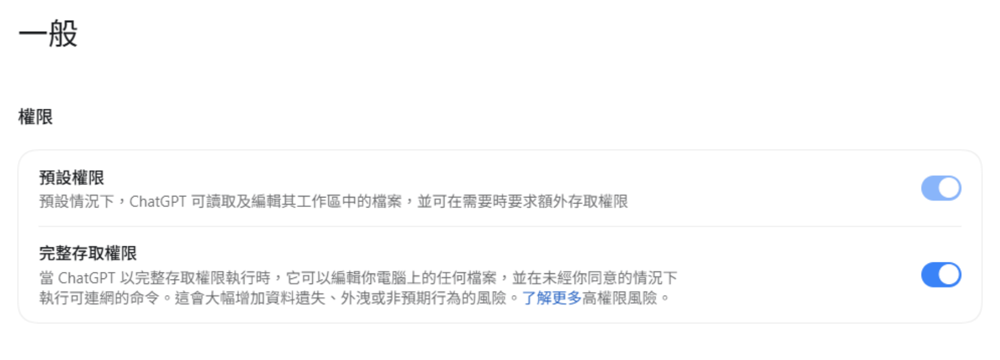 一般
權限
預設權限
預設情況下，ChatGPT 可讀取及編輯其工作區中的檔案，並可在需要時要求額外存取權限
完整存取權限
當 ChatGPT 以完整存取權限執行時，它可以編輯你電腦上的任何檔案，並在未經你同意的情況下
執行可連網的命令。這會大幅增加資料遺失、外洩或非預期行為的風險。了解更多高權限風險。